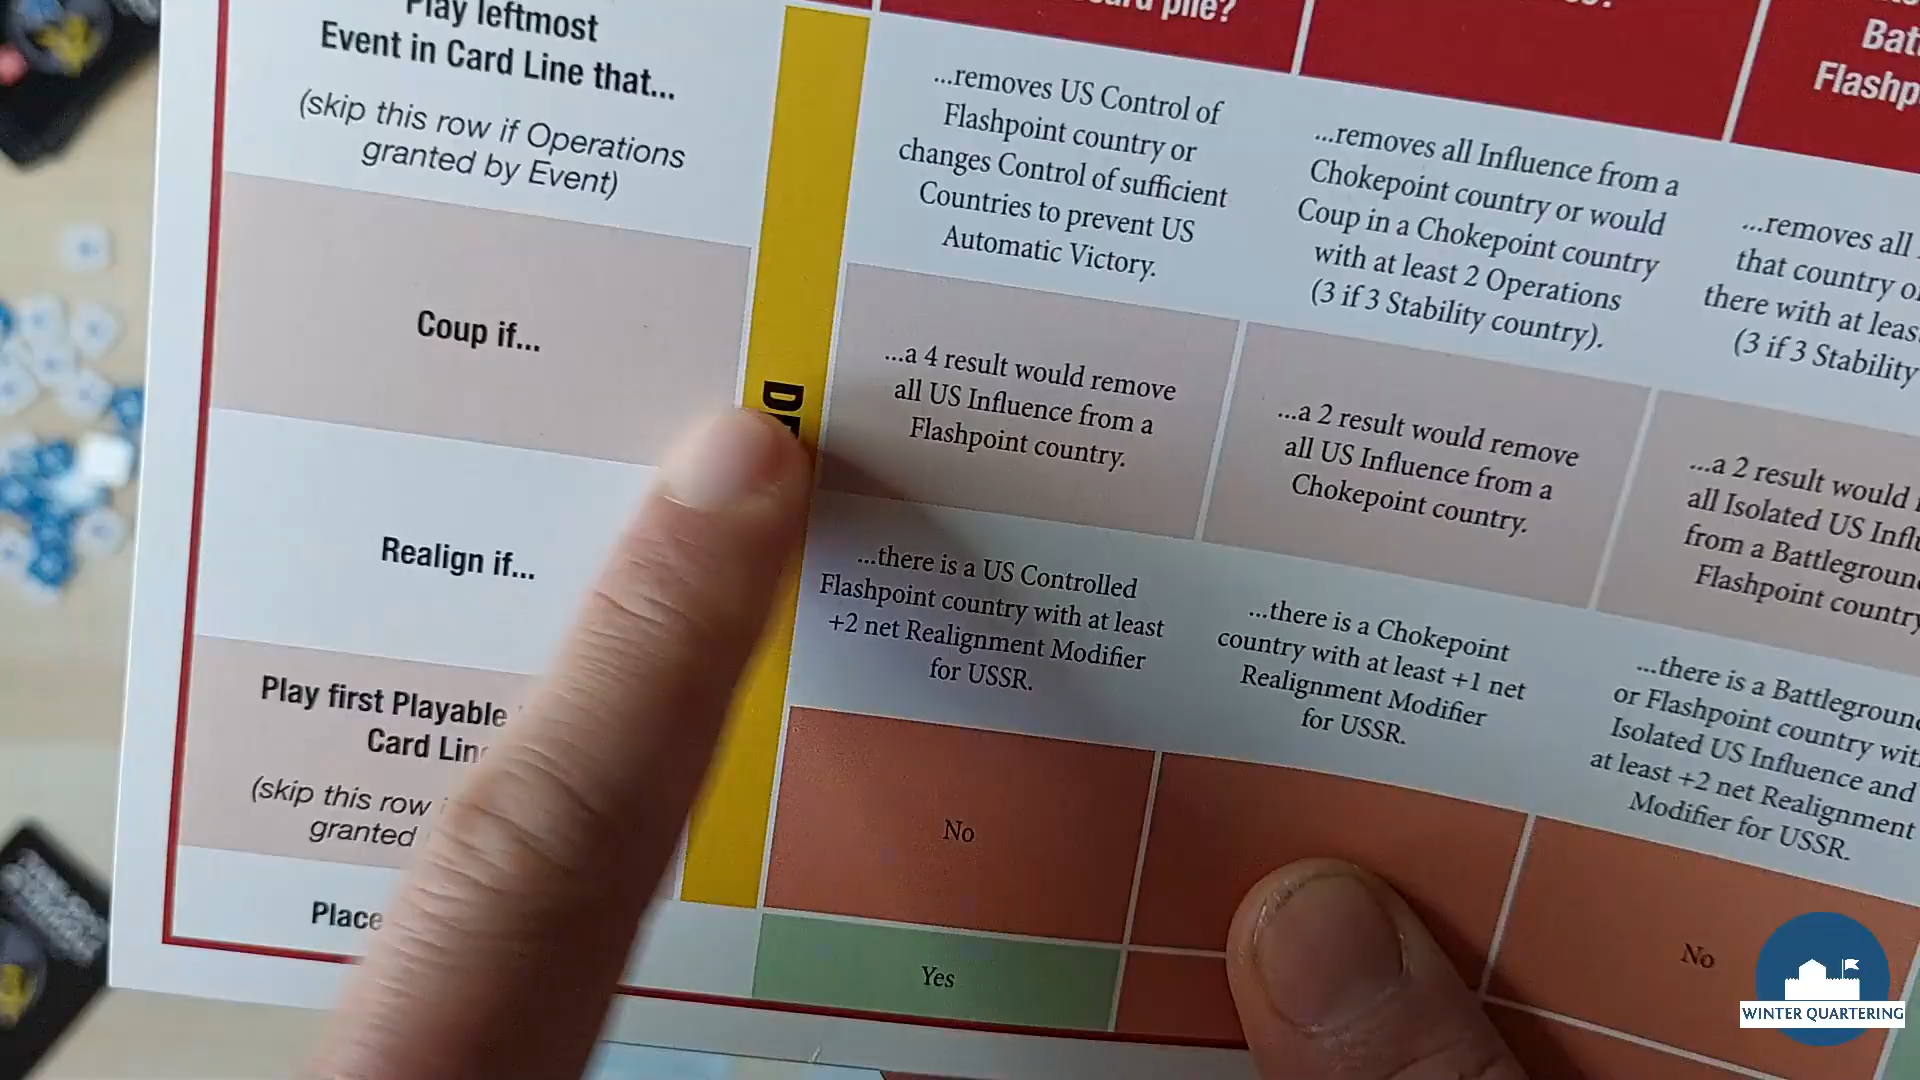 Play leftmost
Event in Card Line that...
(skip this row if Operations
granted by Event)
Coup if...
Realign if...
Play first Playable
Card Line
(skip this row
granted
Place
pile?
...removes US Control of
Flashpoint country or
changes Control of sufficient
Countries to prevent US
Automatic Victory.
...a 4 result would remove
all US Influence from a
Flashpoint country.
...there is a US Controlled
Flashpoint country with at least
+2 net Realignment Modifier
for USSR.
No
Yes
...removes all Influence from a
Chokepoint country or would
Coup in a Chokepoint country
with at least 2 Operations
(3 if 3 Stability country).
...a 2 result would remove
all US Influence from a
Chokepoint country.
...there is a Chokepoint
country with at least +1 net
Realignment Modifier
for USSR.
...removes all
that country
there with at
(3 if 3 Stability
...a 2 result would
all Isolated US
from a
Flashpoint country
...there is a
or Flashpoint country
Isolated US Influence and
at least +2 net Realignment
Modifier for USSR.
No
WINTER QUARTERING